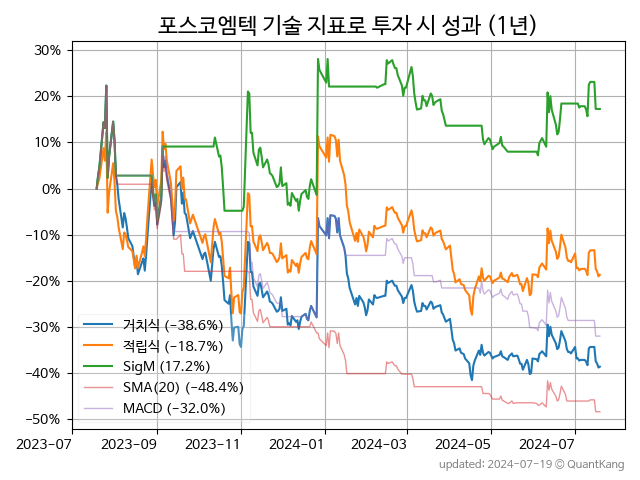 포스코엠텍 기술 지표로 투자 시 성과 (1년)
30%
20%
10%
0%
−10%
−20%
−30%
−40%
−50%
거치식 (−38.6%)
적립식 (−18.7%)
SigM (17.2%)
SMA(20) (−48.4%)
MACD (−32.0%)
2023-07 2023-09 2023-11 2024-01 2024-03 2024-05 2024-07
updated: 2024-07-19 © QuantKang